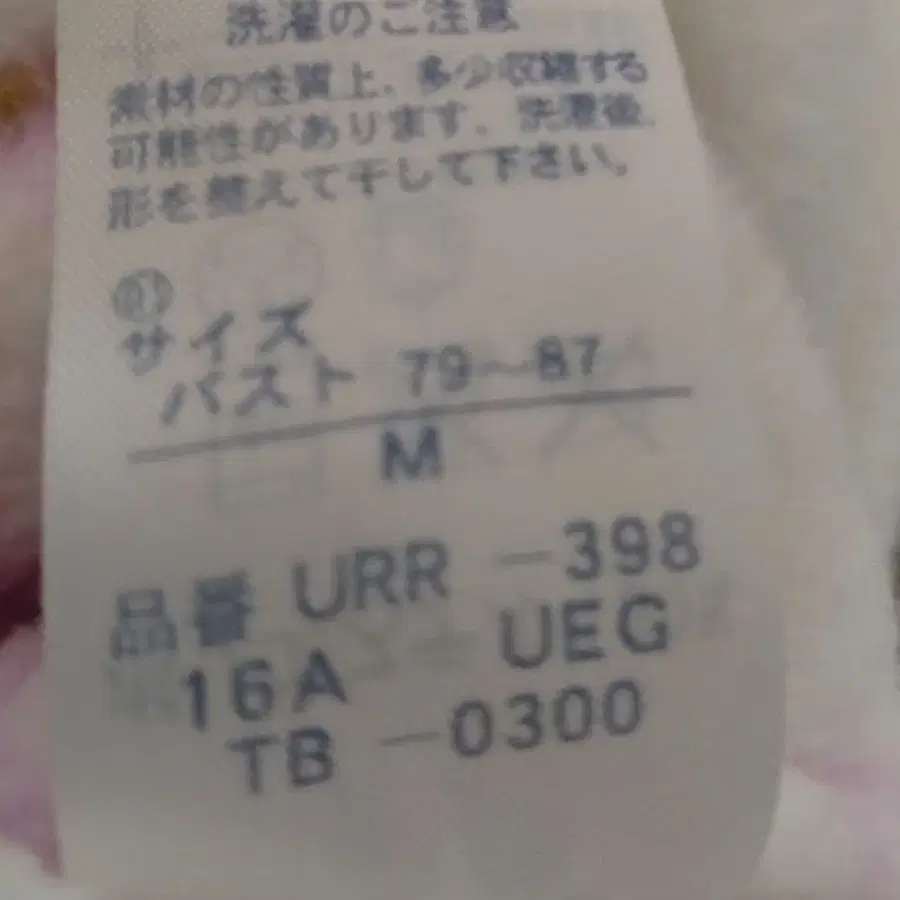 洗濯のご注意
素材の性質上、多少収縮する
可能性があります。洗濯後、
形を整えて干して下さい。
サイズ
バスト 79~87
M
品番 URR -398
16A UEG
TB -0300